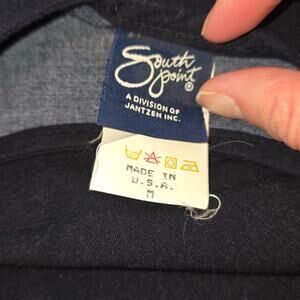 South
point®
A DIVISION OF
JANTZEN INC.
MADE IN
U.S.A.
M